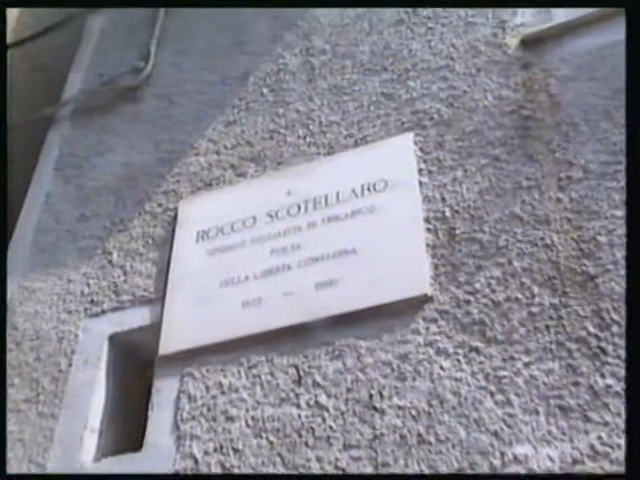 A
ROCCO SCOTELLARO
SINDACO SOCIALISTA DI TRICARICO
POETA
DELLA LIBERTÀ CONTADINA